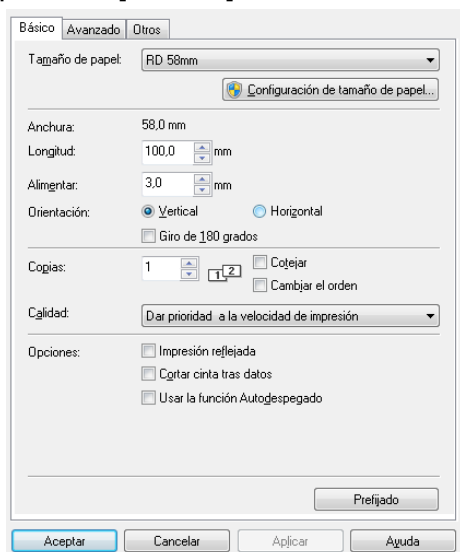 Básico Avanzado Otros
Tamaño de papel: RD 58mm
Configuración de tamaño de papel...
Anchura: 58,0 mm
Longitud: 100,0 mm
Alimentar: 3,0 mm
Orientación: Vertical Horizontal
Giro de 180 grados
Copias: 1 1 2 Cotejar
Cambiar el orden
Calidad: Dar prioridad a la velocidad de impresión
Opciones: Impresión reflejada
Cortar cinta tras datos
Usar la función Autodespegado
Prefijado
Aceptar Cancelar Aplicar Ayuda